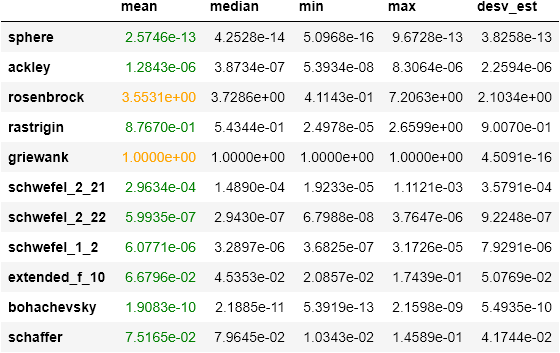 mean median min max desv_est
sphere 2.5746e-13 4.2528e-14 5.0968e-16 9.6728e-13 3.8258e-13
ackley 1.2843e-06 3.8734e-07 5.3934e-08 8.3064e-06 2.2594e-06
rosenbrock 3.5531e+00 3.7286e+00 4.1143e-01 7.2063e+00 2.1034e+00
rastrigin 8.7670e-01 5.4344e-01 2.4978e-05 2.6599e+00 9.0070e-01
griewank 1.0000e+00 1.0000e+00 1.0000e+00 1.0000e+00 4.5091e-16
schwefel_2_21 2.9634e-04 1.4890e-04 1.9233e-05 1.1121e-03 3.5791e-04
schwefel_2_22 5.9935e-07 2.9430e-07 6.7988e-08 3.7647e-06 9.2248e-07
schwefel_1_2 6.0771e-06 3.2897e-06 3.6825e-07 3.1726e-05 7.9291e-06
extended_f_10 6.6796e-02 4.5353e-02 2.0857e-02 1.7439e-01 5.0769e-02
bohachevsky 1.9083e-10 2.1885e-11 5.3919e-13 2.1598e-09 5.4935e-10
schaffer 7.5165e-02 7.9645e-02 1.0343e-02 1.4589e-01 4.1744e-02